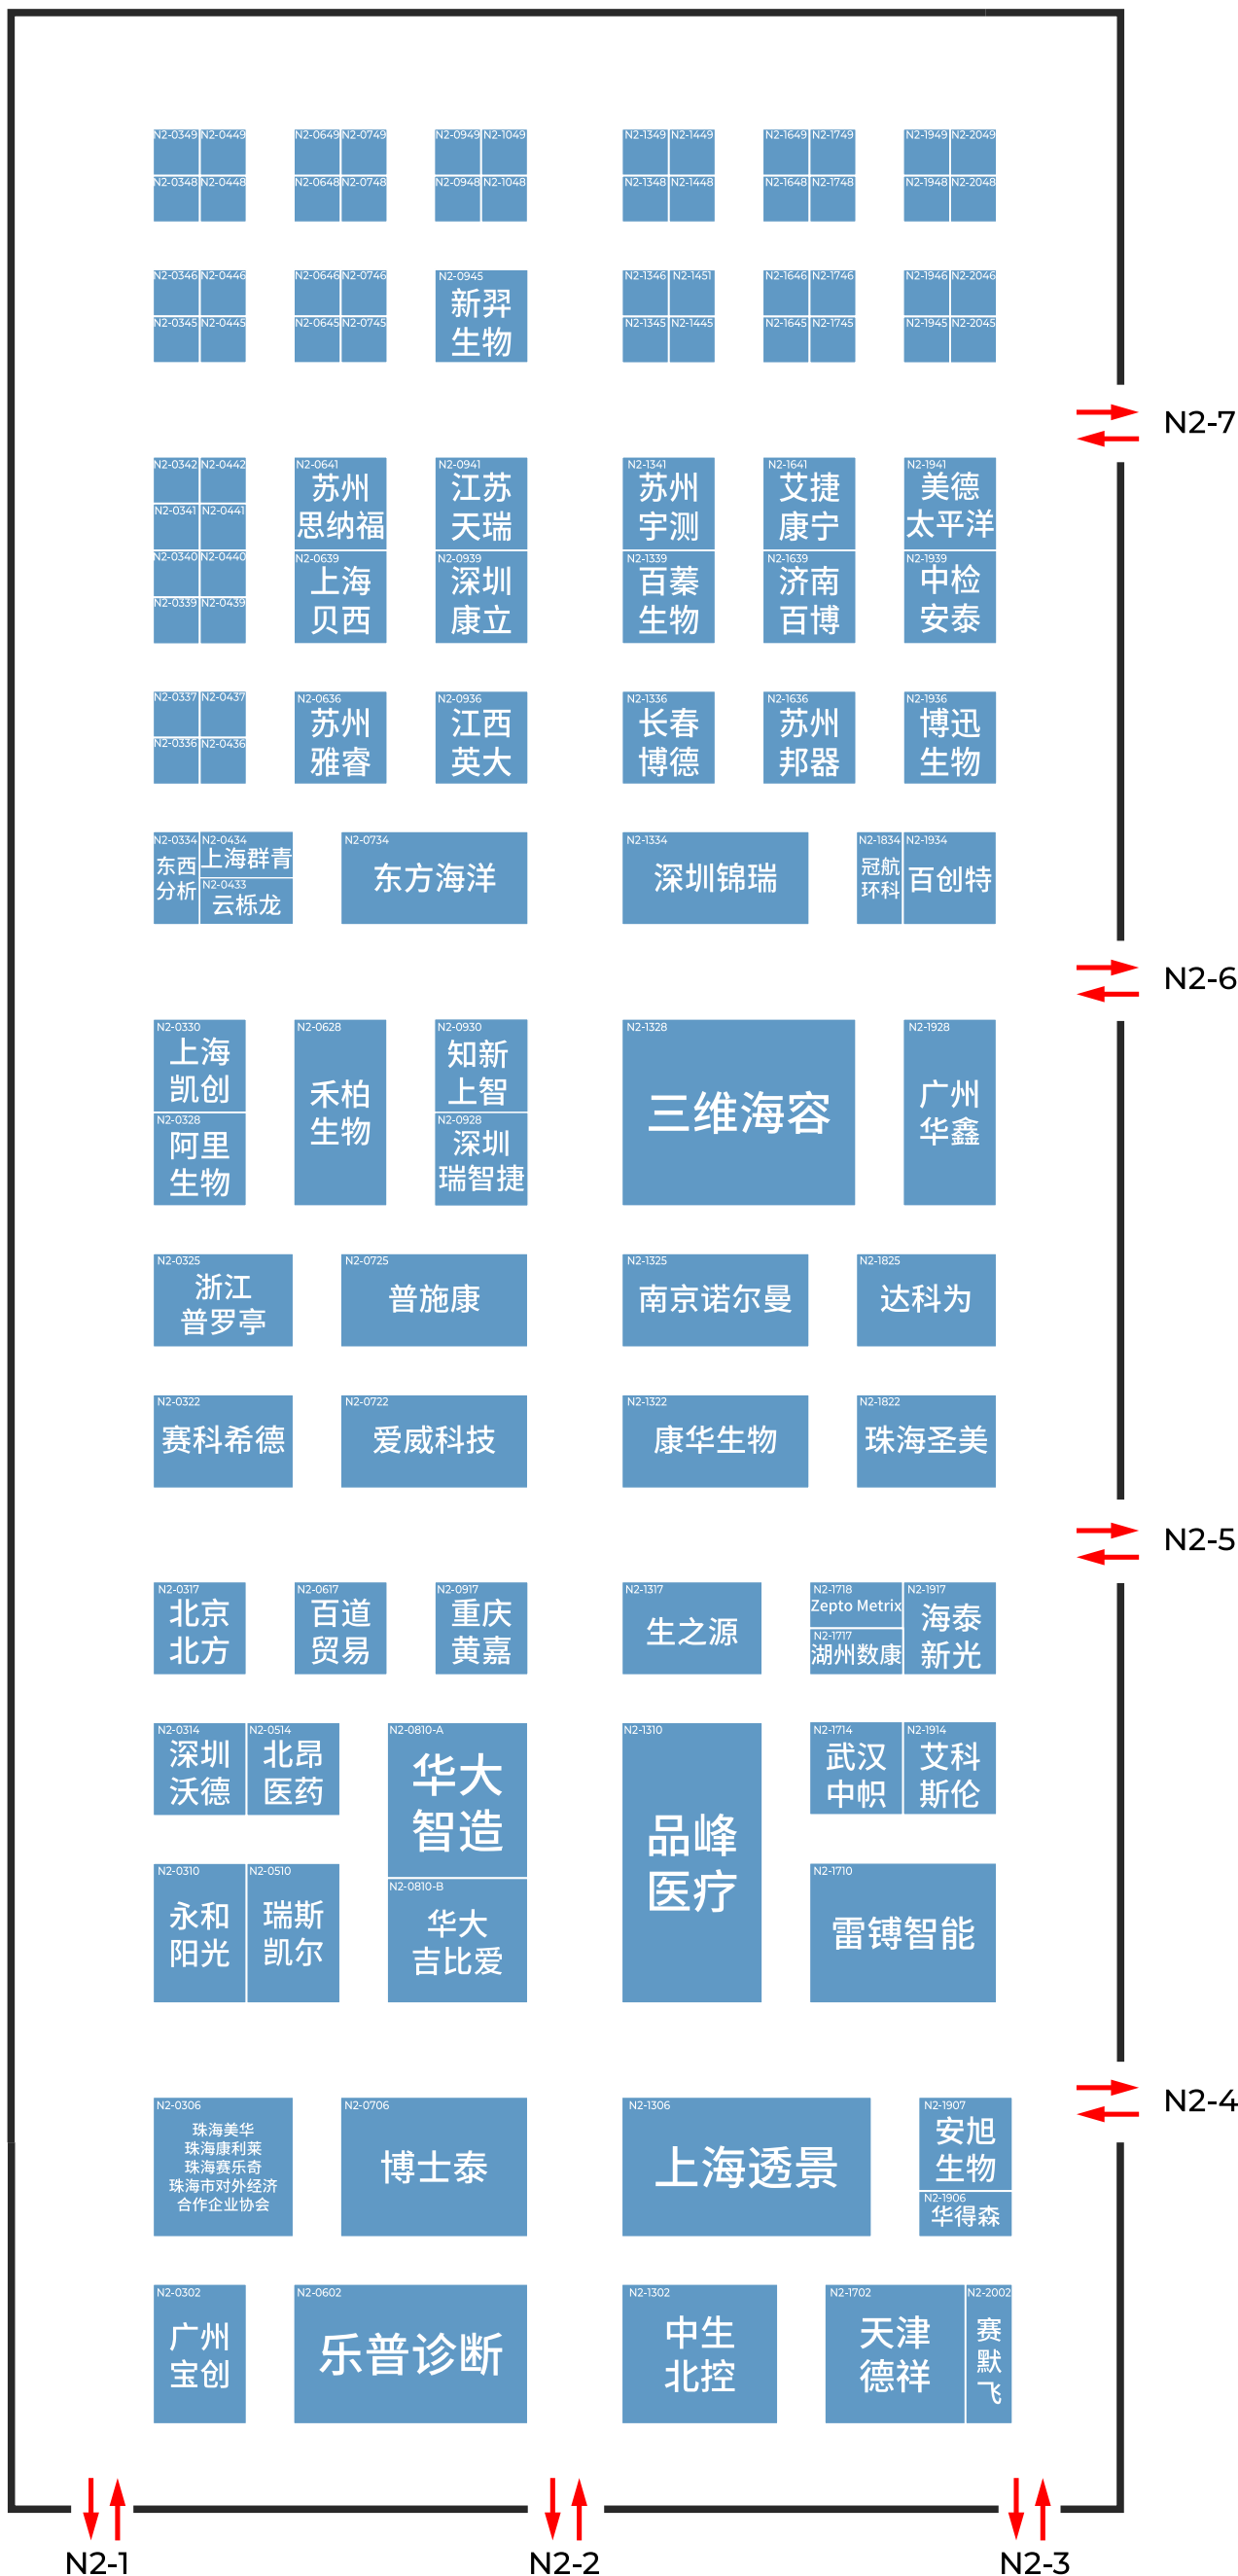 N2-0349 N2-0449 N2-0649 N2-0749 N2-0949 N2-1049 N2-1349 N2-1449 N2-1649 N2-1749 N2-1949 N2-2049
N2-0348 N2-0448 N2-0648 N2-0748 N2-0948 N2-1048 N2-1348 N2-1448 N2-1648 N2-1748 N2-1948 N2-2048
N2-0346 N2-0446 N2-0646 N2-0746 N2-0945 N2-1346 N2-1451 N2-1646 N2-1746 N2-1946 N2-2046
新羿
生物
N2-0345 N2-0445 N2-0645 N2-0745 N2-1345 N2-1445 N2-1645 N2-1745 N2-1945 N2-2045
N2-7
N2-0342 N2-0442
N2-0341 N2-0441
N2-0340 N2-0440
N2-0339 N2-0439
N2-0641
苏州
思纳福
N2-0941
江苏
天瑞
N2-1341
苏州
宇测
N2-1641
艾捷
康宁
N2-1941
美德
太平洋
N2-0639
上海
贝西
N2-0939
深圳
康立
N2-1339
百蓁
生物
N2-1639
济南
百博
N2-1939
中检
安泰
N2-0337 N2-0437
N2-0336 N2-0436
N2-0636
苏州
雅睿
N2-0936
江西
英大
N2-1336
长春
博德
N2-1636
苏州
邦器
N2-1936
博迅
生物
N2-0334
东西
分析
N2-0434
上海群青
N2-0433
云栎龙
N2-0734
东方海洋
N2-1334
深圳锦瑞
N2-1834
冠航
环科
N2-1934
百创特
N2-6
N2-0330
上海
凯创
N2-0328
阿里
生物
N2-0628
禾柏
生物
N2-0930
知新
上智
N2-0928
深圳
瑞智捷
N2-1328
三维海容
N2-1928
广州
华鑫
N2-0325
浙江
普罗亭
N2-0725
普施康
N2-1325
南京诺尔曼
N2-1825
达科为
N2-0322
赛科希德
N2-0722
爱威科技
N2-1322
康华生物
N2-1822
珠海圣美
N2-5
N2-0317
北京
北方
N2-0617
百道
贸易
N2-0917
重庆
黄嘉
N2-1317
生之源
N2-1718
Zepto Metrix
N2-1717
湖州数康
N2-1917
海泰
新光
N2-0314
深圳
沃德
N2-0514
北昂
医药
N2-0810-A
华大
智造
N2-1310
品峰
医疗
N2-1714
武汉
中帜
N2-1914
艾科
斯伦
N2-0310
永和
阳光
N2-0510
瑞斯
凯尔
N2-0810-B
华大
吉比爱
N2-1710
雷镈智能
N2-4
N2-0306
珠海美华
珠海康利莱
珠海赛乐奇
珠海市对外经济
合作企业协会
N2-0706
博士泰
N2-1306
上海透景
N2-1907
安旭
生物
N2-1906
华得森
N2-0302
广州
宝创
N2-0602
乐普诊断
N2-1302
中生
北控
N2-1702
天津
德祥
N2-2002
赛
默
飞
N2-1 N2-2 N2-3